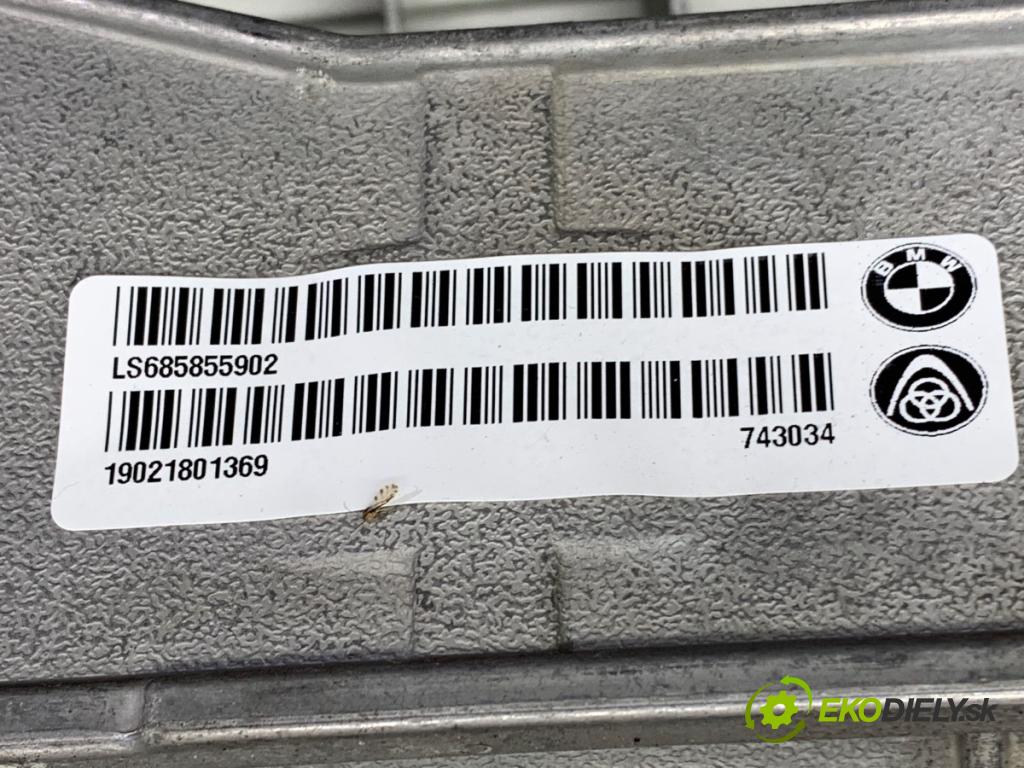 BMW
LS685855902
743034
19021801369
EKODIELY.sk